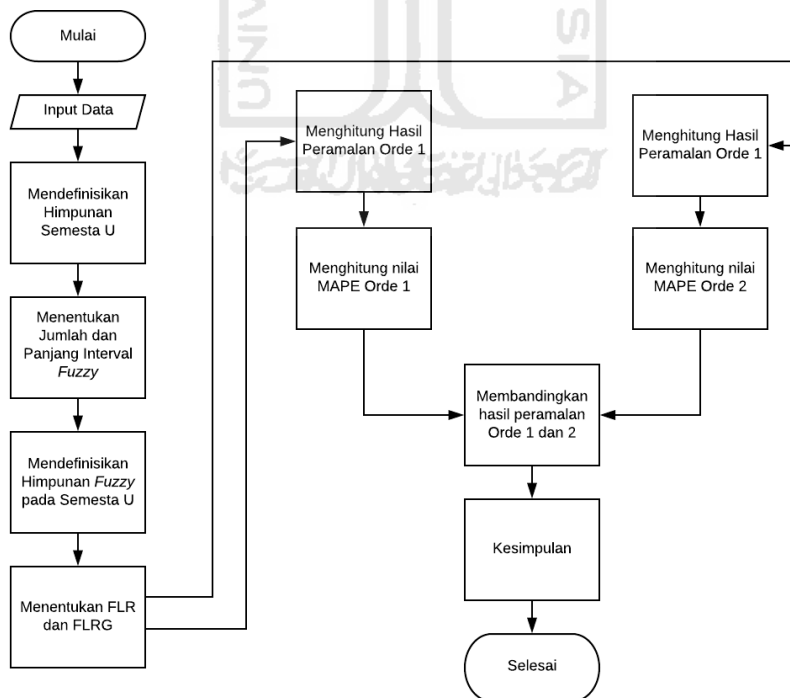 Mulai
Input Data
Mendefinisikan
Himpunan
Semesta U
Menentukan
Jumlah dan
Panjang Interval
Fuzzy
Mendefinisikan
Himpunan Fuzzy
pada Semesta U
Menentukan FLR
dan FLRG
Menghitung Hasil
Peramalan Orde 1
Menghitung nilai
MAPE Orde 1
Menghitung Hasil
Peramalan Orde 1
Menghitung nilai
MAPE Orde 2
Membandingkan
hasil peramalan
Orde 1 dan 2
Kesimpulan
Selesai